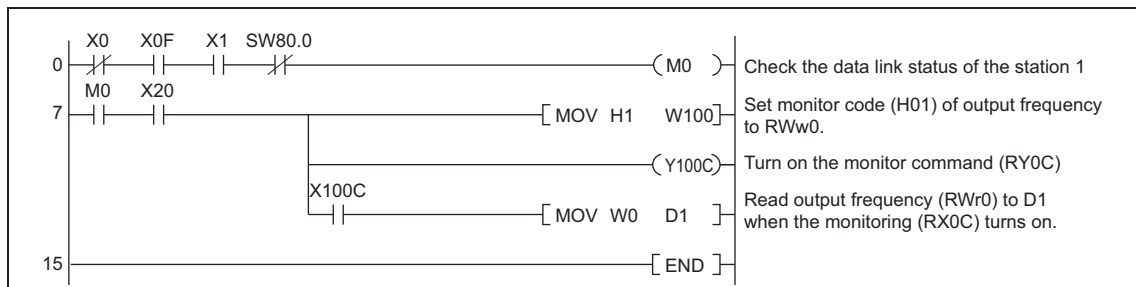 X0 X0F X1 SW80.0
0 M0 Check the data link status of the station 1
M0 X20
7 MOV H1 W100 Set monitor code (H01) of output frequency
to RWw0.
Y100C Turn on the monitor command (RY0C)
X100C
MOV W0 D1 Read output frequency (RWr0) to D1
when the monitoring (RX0C) turns on.
15 END